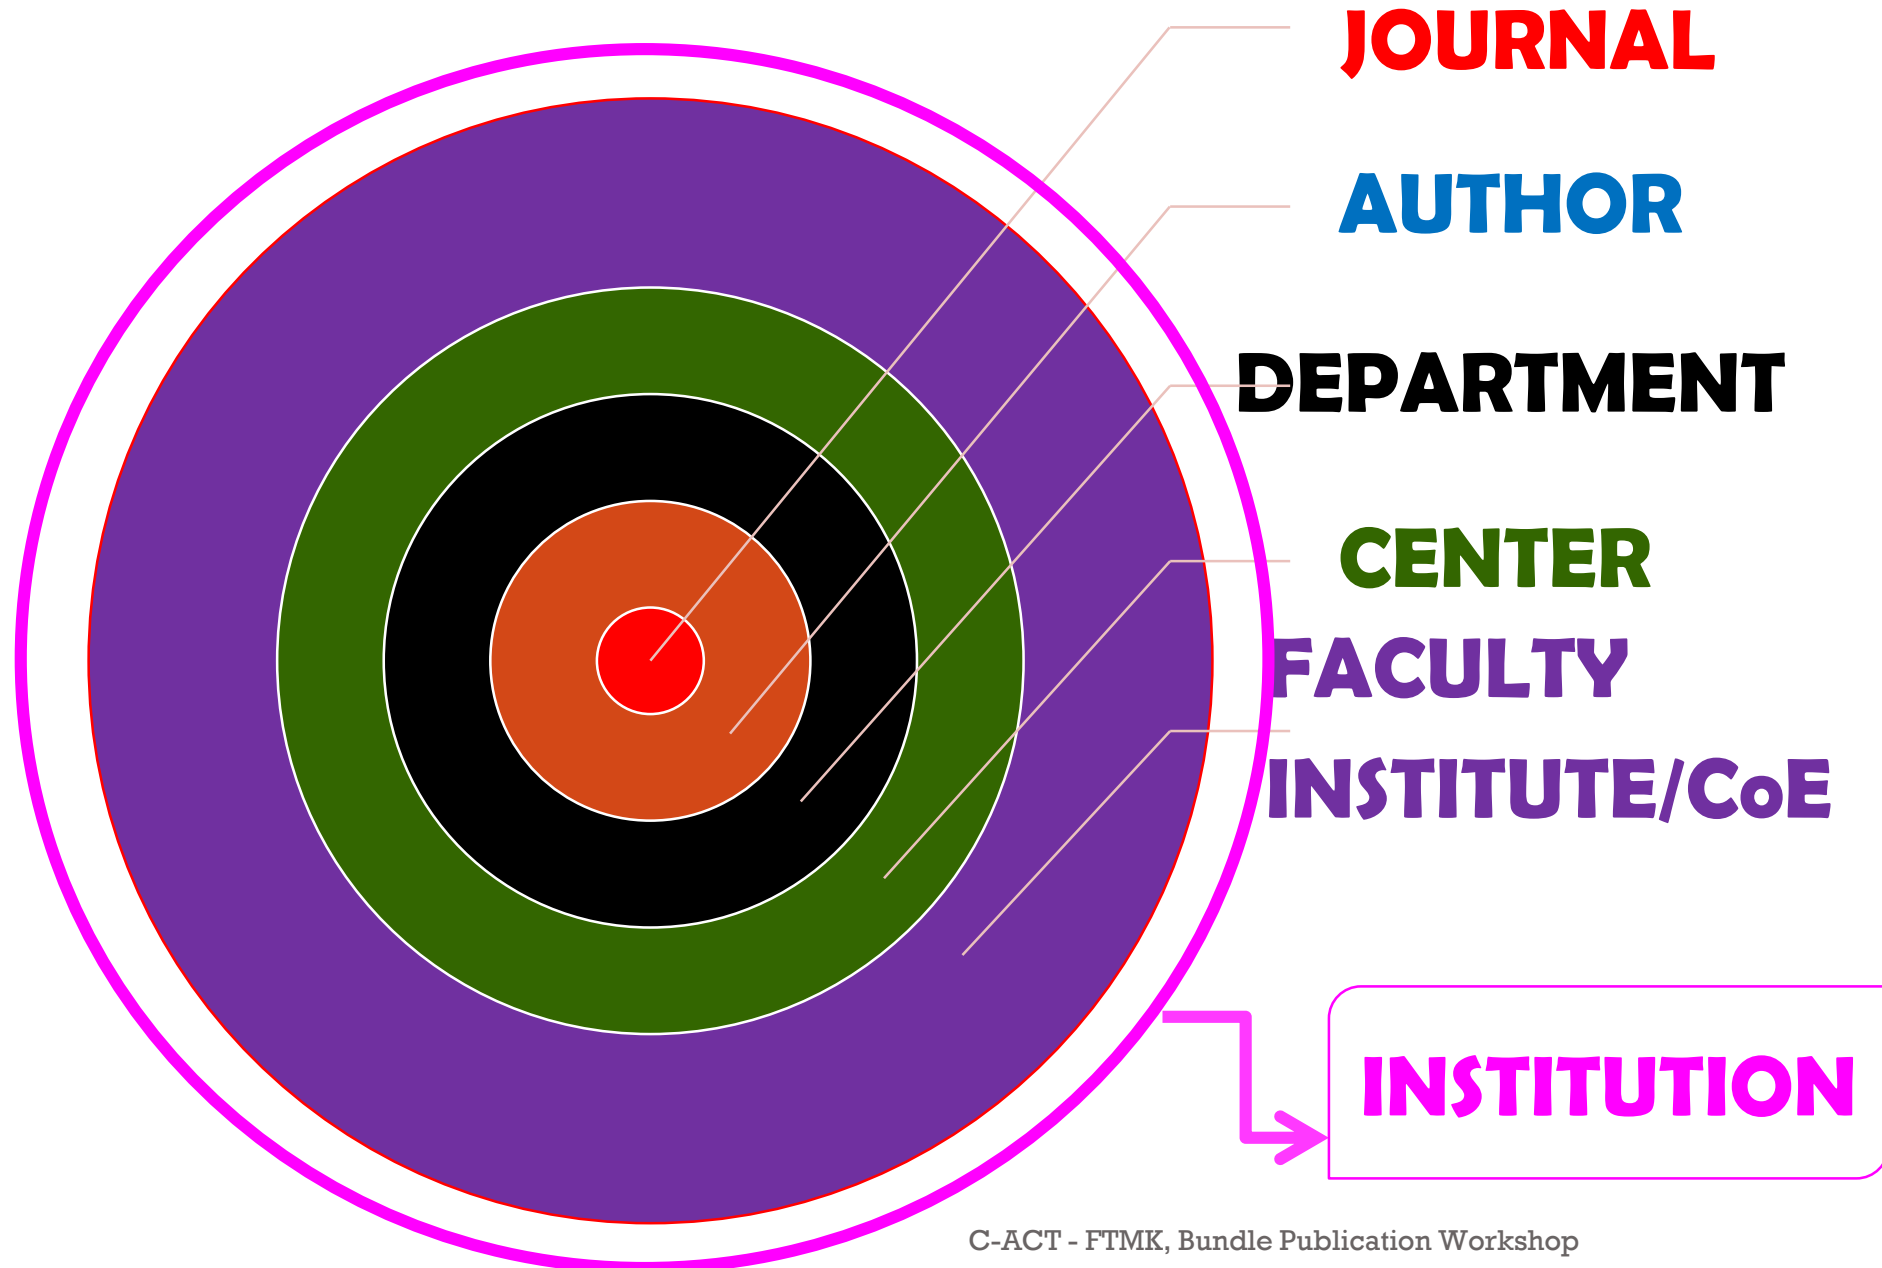 JOURNAL
AUTHOR
DEPARTMENT
CENTER
FACULTY
INSTITUTE/CoE
INSTITUTION
C-ACT - FTMK, Bundle Publication Workshop